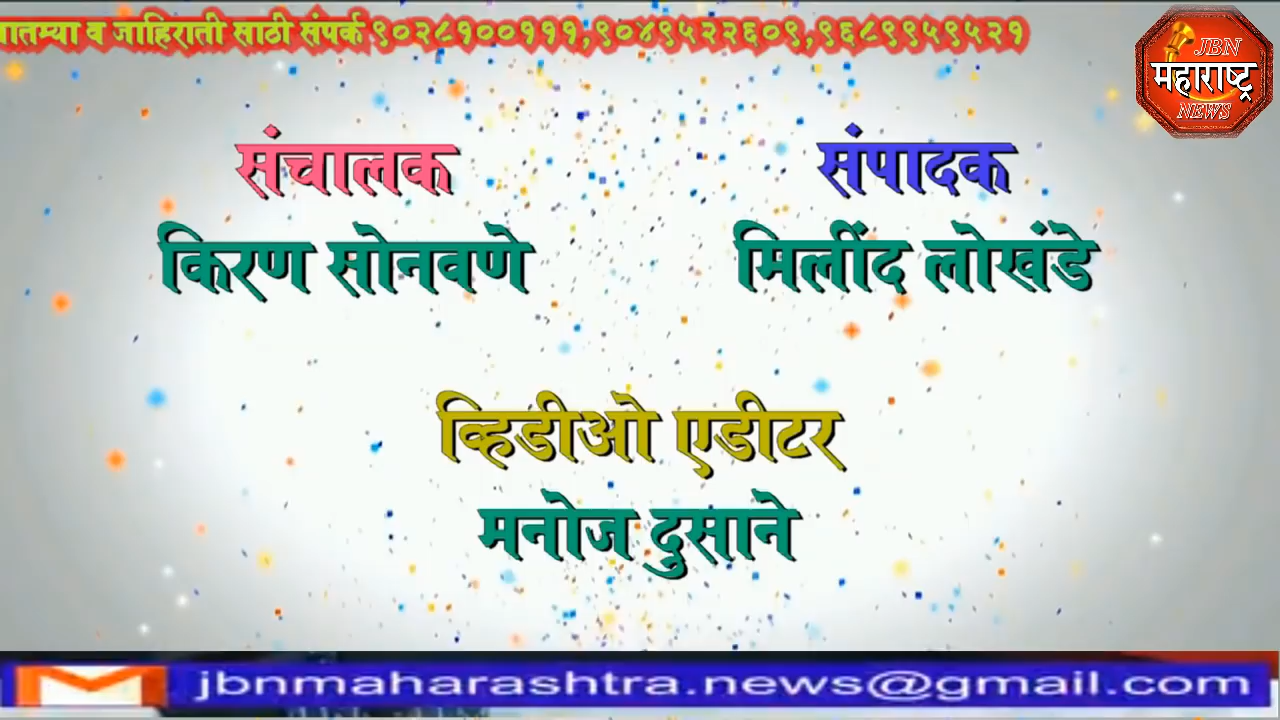 बातम्या व जाहिराती साठी संपर्क ९०२८१००१११,९०४९५२२६०९,९६८९९५९५२१
JBN
महाराष्ट्र
NEWS
संचालक
संपादक
किरण सोनवणे
मिलींद लोखंडे
व्हिडीओ एडीटर
मनोज दुसाने
jbnmaharashtra.news@gmail.com